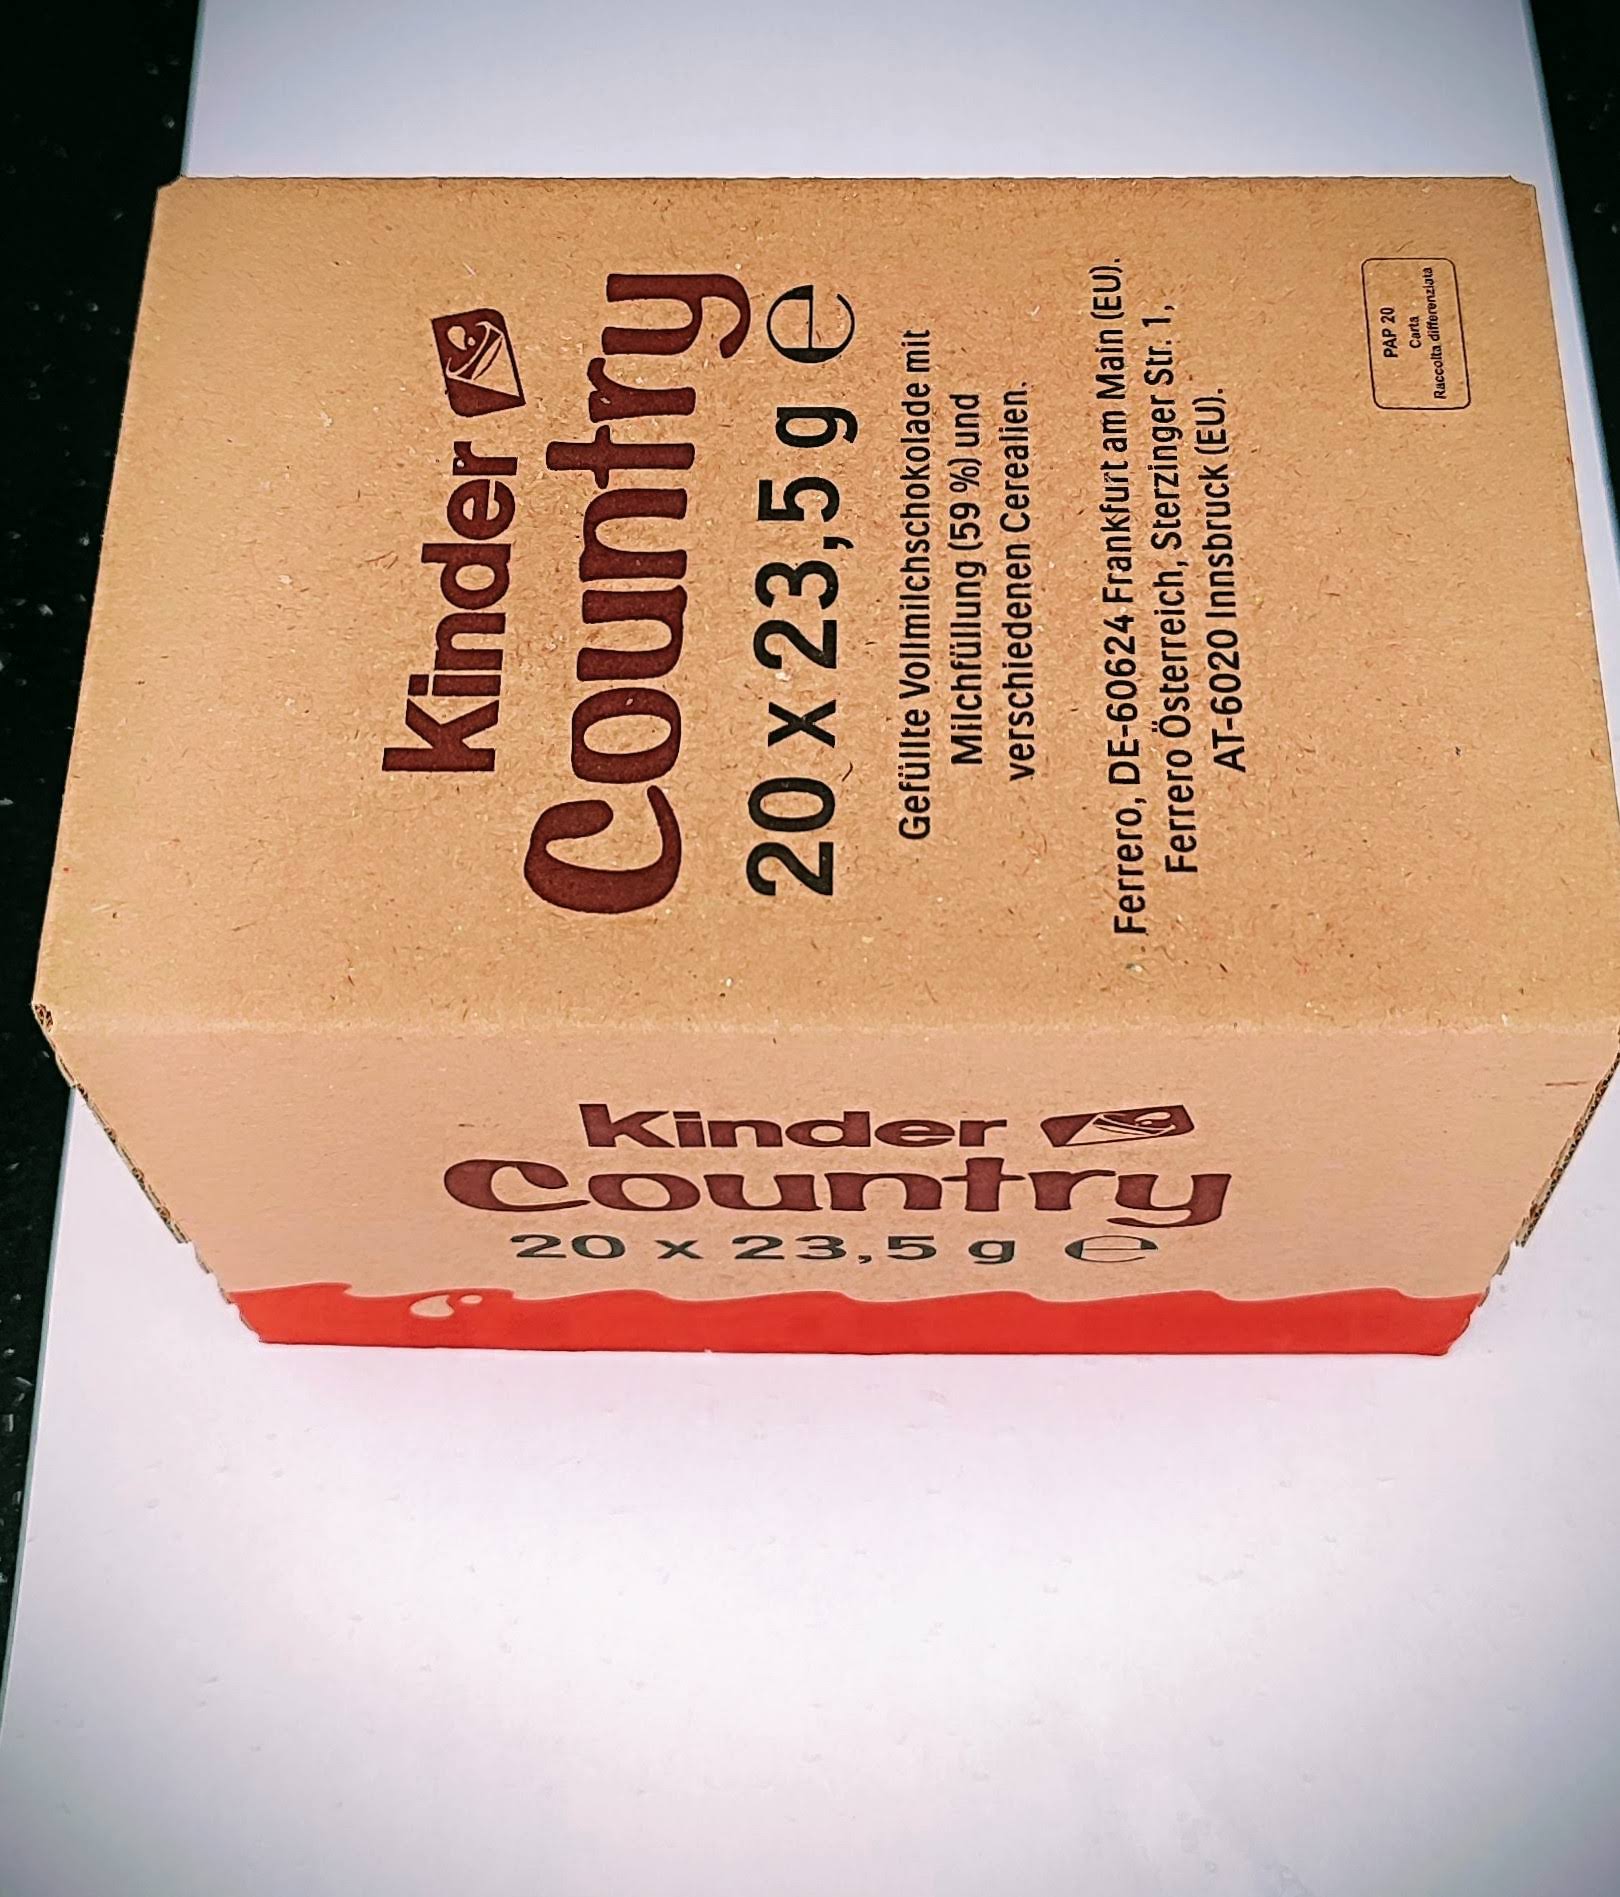 Kinder
Country
20 x 23,5 g ℮
Gefüllte Vollmilchschokolade mit
Milchfüllung (59 %) und
verschiedenen Cerealien.
Ferrero, DE-60624 Frankfurt am Main (EU).
Ferrero Österreich, Sterzinger Str. 1,
AT-6020 Innsbruck (EU).
PAP 20
Carta
Raccolta differenziata
Kinder
Country
20 x 23,5 g ℮